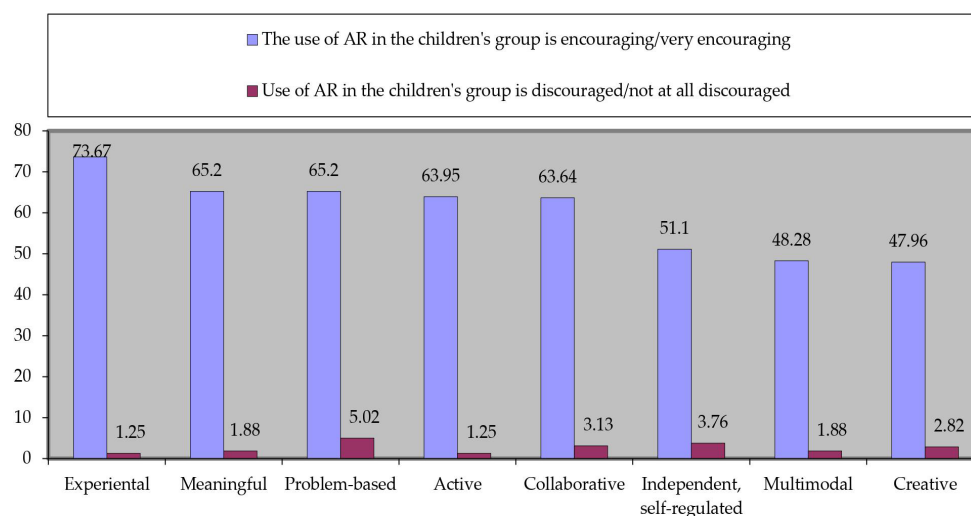 The use of AR in the children's group is encouraging/very encouraging
Use of AR in the children's group is discouraged/not at all discouraged
80
70
60
50
40
30
20
10
0
73.67
1.25
65.2
1.88
65.2
5.02
63.95
1.25
63.64
3.13
51.1
3.76
48.28
1.88
47.96
2.82
Experiental
Meaningful
Problem-based
Active
Collaborative
Independent,
self-regulated
Multimodal
Creative